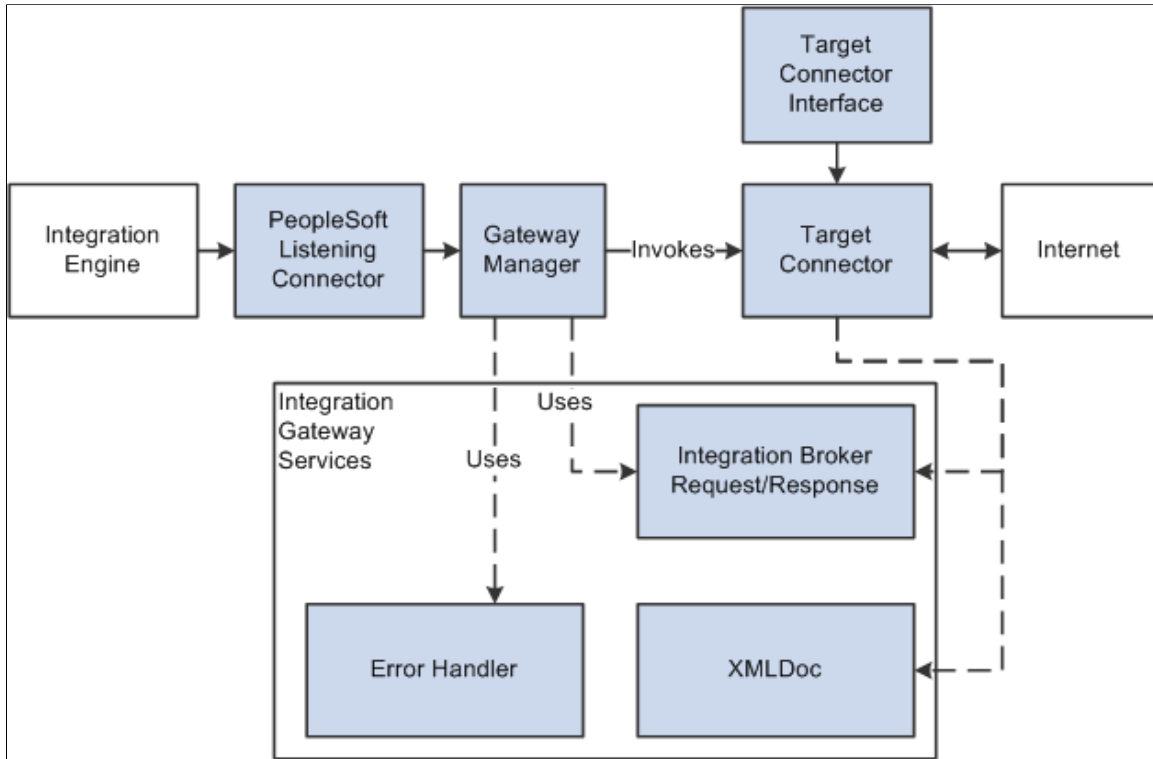 Target
Connector
Interface
Integration
Engine
PeopleSoft
Listening
Connector
Gateway
Manager
Invokes
Target
Connector
Internet
Integration
Gateway
Services
Uses
Uses
Integration Broker
Request/Response
Error Handler
XMLDoc